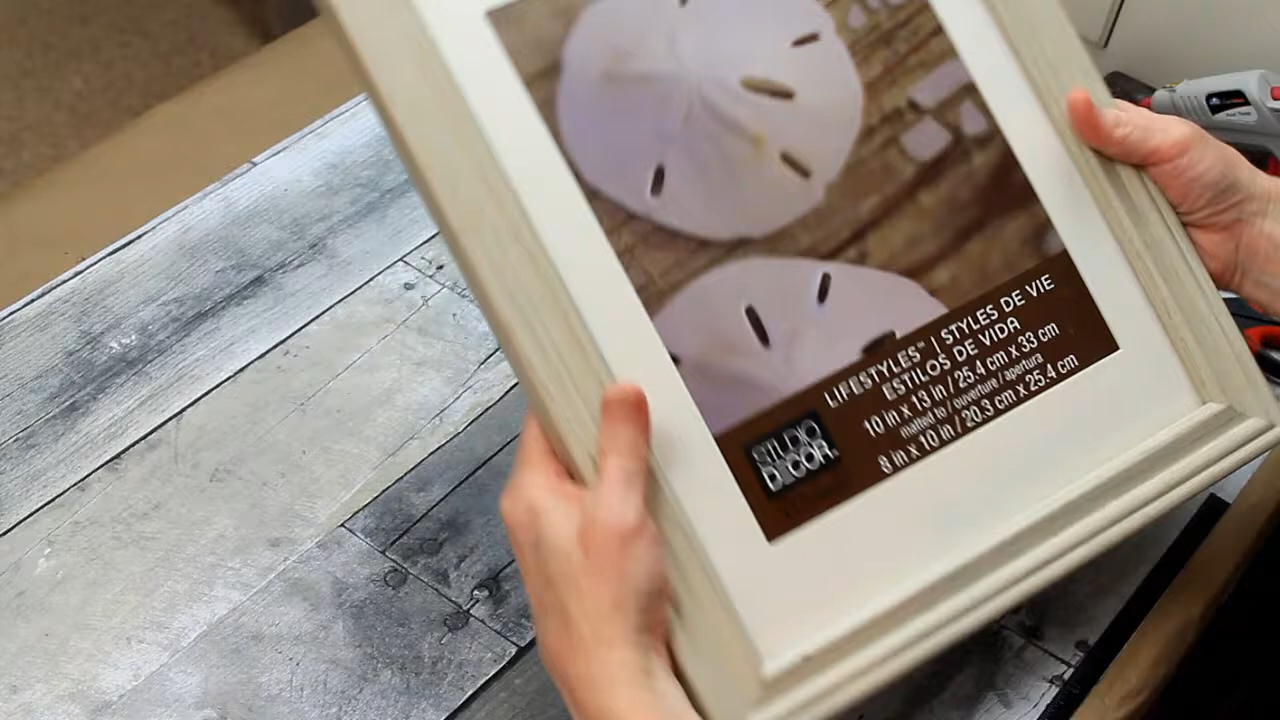 LIFESTYLES™ | STYLES DE VIE
ESTILOS DE VIDA
10 in x 13 in / 25.4 cm x 33 cm
matted to / ouverture / apertura
8 in x 10 in / 20.3 cm x 25.4 cm
STUDIO
DÉCOR®